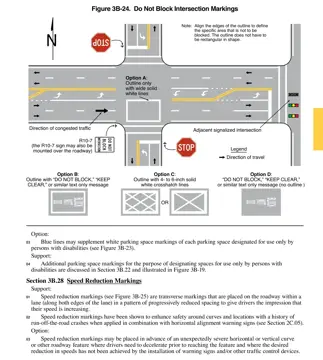 Figure 3B-24. Do Not Block Intersection Markings
Note: Align the edges of the outline to define
the specific area that is not to be
blocked. The outline does not have to
be rectangular in shape.
N
STOP
Option A:
Outline only
with wide solid
white lines
Direction of congested traffic
Adjacent signalized intersection
R10-7
(the R10-7 sign may also be
mounted over the roadway)
DO NOT
BLOCK
INTERSECTION
STOP
Legend
Direction of travel
Option B:
Outline with "DO NOT BLOCK," "KEEP
CLEAR," or similar text only message
Option C:
Outline with 4- to 6-inch solid
white crosshatch lines
Option D:
"DO NOT BLOCK," "KEEP CLEAR,"
or similar text message (no outline )
OR
Option:
Blue lines may supplement white parking space markings of each parking space designated for use only by
persons with disabilities (see Figure 3B-23).
Support:
Additional parking space markings for the purpose of designating spaces for use only by persons with
disabilities are discussed in Section 3B.22 and illustrated in Figure 3B-19.
Section 3B.28 Speed Reduction Markings
Support:
Speed reduction markings (see Figure 3B-25) are transverse markings that are placed on the roadway within a
lane (along both edges of the lane) in a pattern of progressively reduced spacing to give drivers the impression that
their speed is increasing.
Speed reduction markings have been shown to enhance safety around curves and locations with a history of
run-off-the-road crashes when applied in combination with horizontal alignment warning signs (see Section 2C.05).
Option:
Speed reduction markings may be placed in advance of an unexpectedly severe horizontal or vertical curve
or other roadway feature where drivers need to decelerate prior to reaching the feature and where the desired
reduction in speeds has not been achieved by the installation of warning signs and/or other traffic control devices.